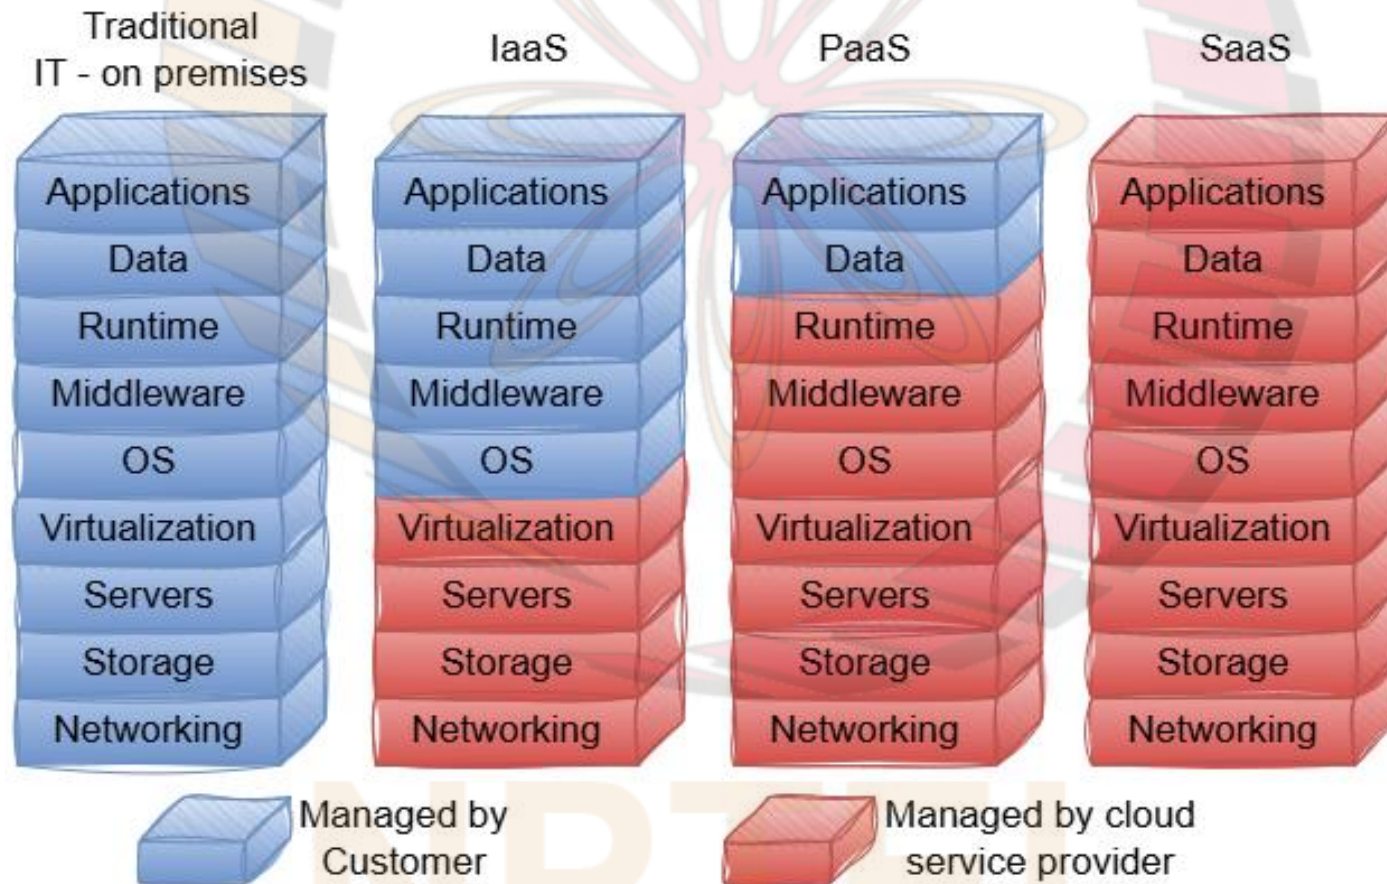 Traditional
IT - on premises
IaaS
PaaS
SaaS
Applications
Data
Runtime
Middleware
OS
Virtualization
Servers
Storage
Networking
Applications
Data
Runtime
Middleware
OS
Virtualization
Servers
Storage
Networking
Applications
Data
Runtime
Middleware
OS
Virtualization
Servers
Storage
Networking
Applications
Data
Runtime
Middleware
OS
Virtualization
Servers
Storage
Networking
Managed by
Customer
Managed by cloud
service provider
NPTEL